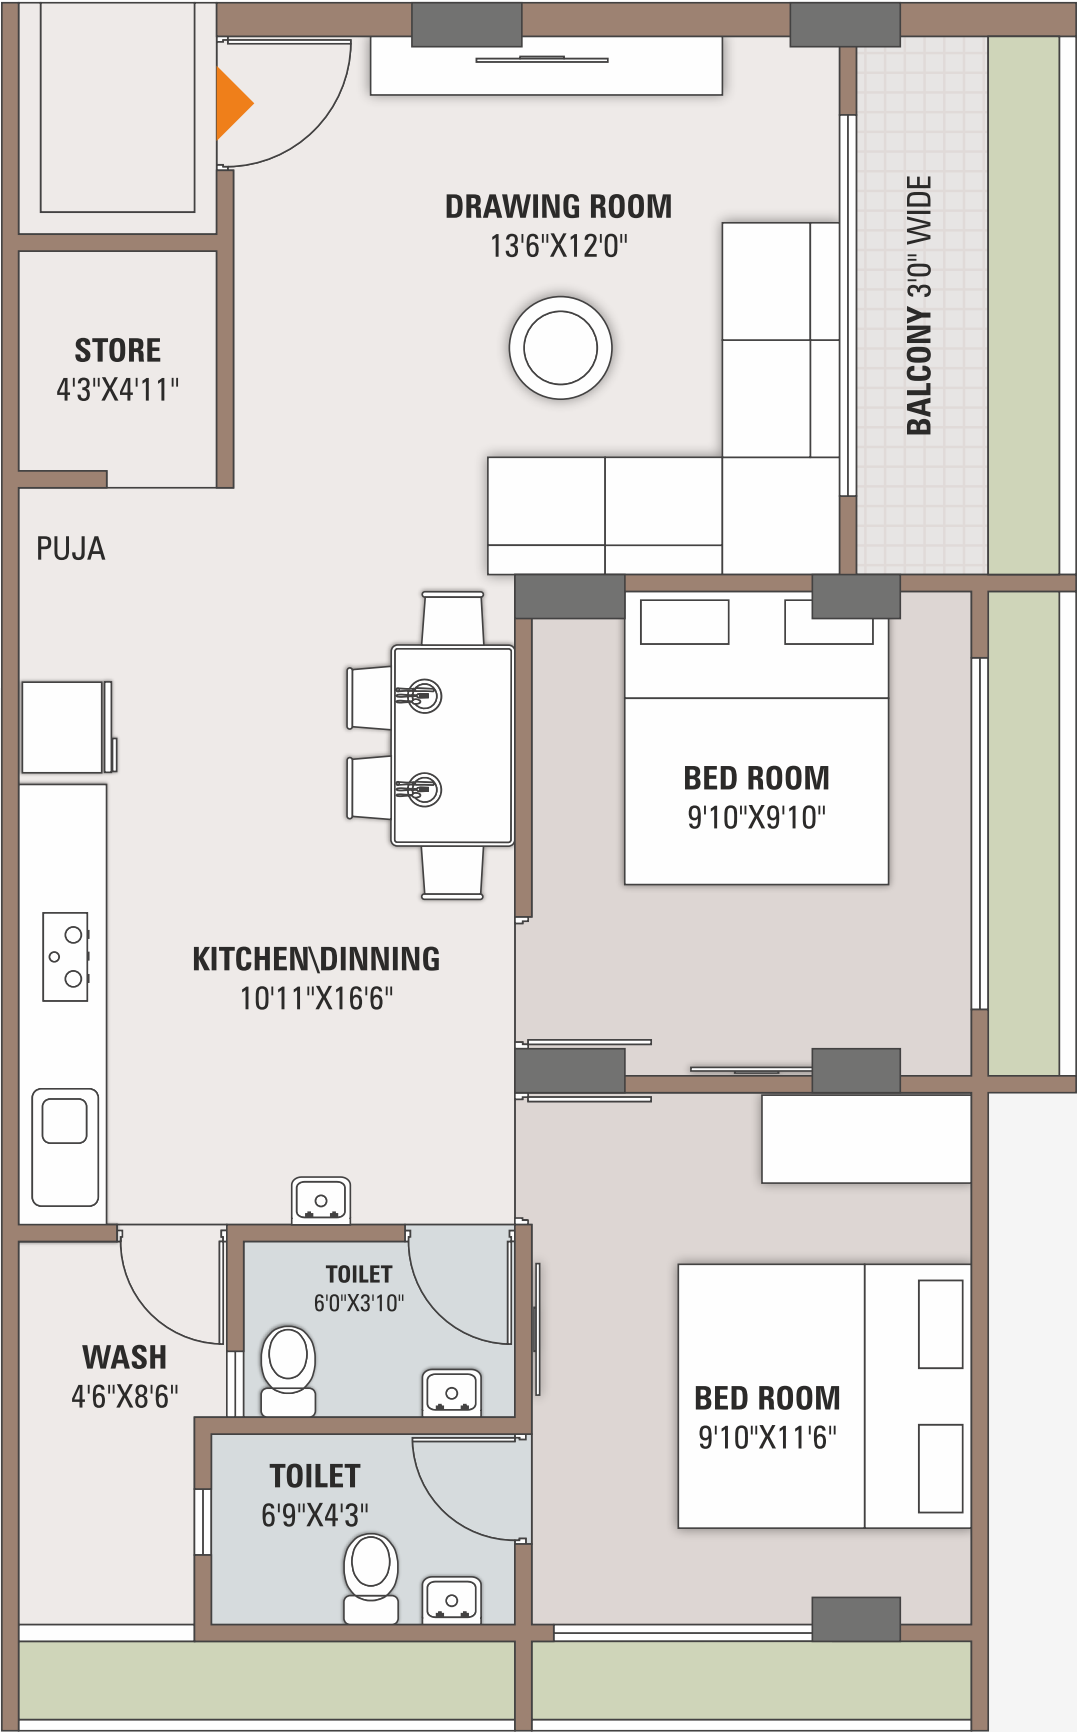 DRAWING ROOM
13'6"X12'0"
BALCONY 3'0" WIDE
STORE
4'3"X4'11"
PUJA
BED ROOM
9'10"X9'10"
KITCHEN\DINNING
10'11"X16'6"
TOILET
6'0"X3'10"
WASH
4'6"X8'6"
BED ROOM
9'10"X11'6"
TOILET
6'9"X4'3"